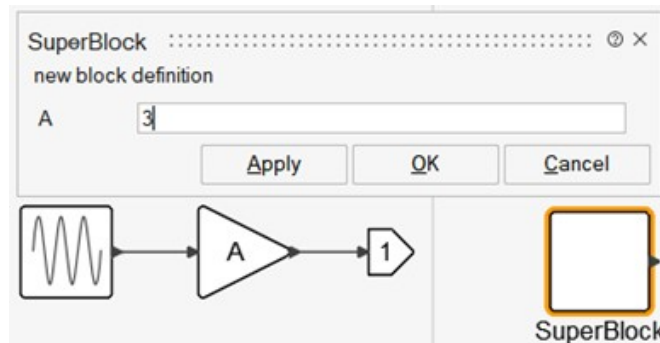 SuperBlock
new block definition
A 3
Apply OK Cancel
A 1
SuperBlock